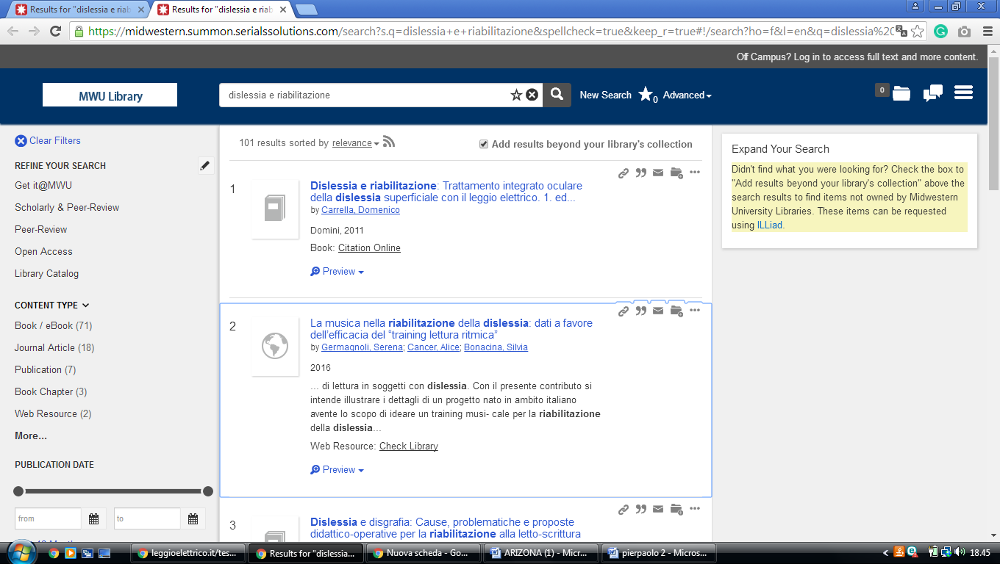 Results for "dislessia e riab
Results for "dislessia e riab
https://midwestern.summon.serialssolutions.com/search?s.q=dislessia+e+riabilitazione&spellcheck=true&keep_r=true#!/search?ho=f&l=en&q=dislessia%20
Off Campus? Log in to access full text and more content.
MWU Library
dislessia e riabilitazione
New Search
0
Advanced
0
Clear Filters
REFINE YOUR SEARCH
Get it@MWU
Scholarly & Peer-Review
Peer-Review
Open Access
Library Catalog
CONTENT TYPE
Book / eBook (71)
Journal Article (18)
Publication (7)
Book Chapter (3)
Web Resource (2)
More...
PUBLICATION DATE
from
to
101 results sorted by relevance
Add results beyond your library's collection
1
Dislessia e riabilitazione: Trattamento integrato oculare
della dislessia superficiale con il leggio elettrico. 1. ed...
by Carrella, Domenico
Domini, 2011
Book: Citation Online
Preview
2
La musica nella riabilitazione della dislessia: dati a favore
dell'efficacia del “training lettura ritmica”
by Germagnoli, Serena; Cancer, Alice; Bonacina, Silvia
2016
... di lettura in soggetti con dislessia. Con il presente contributo si
intende illustrare i dettagli di un progetto nato in ambito italiano
avente lo scopo di ideare un training musi- cale per la riabilitazione
della dislessia...
Web Resource: Check Library
Preview
3
Dislessia e disgrafia: Cause, problematiche e proposte
didattico-operative per la riabilitazione alla letto-scrittura
Expand Your Search
Didn't find what you were looking for? Check the box to
"Add results beyond your library's collection" above the
search results to find items not owned by Midwestern
University Libraries. These items can be requested
using ILLiad.
leggioelettrico.it/tes...
Results for "dislessia...
Nuova scheda - Go...
ARIZONA (1) - Micr...
pierpaolo 2 - Micros...
18.45